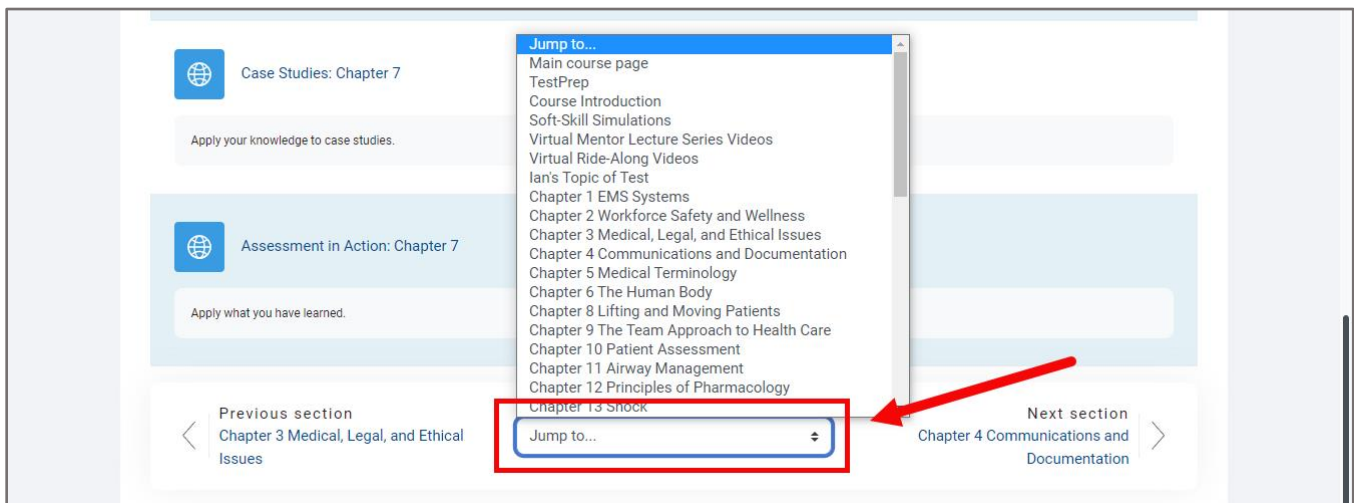 Case Studies: Chapter 7
Apply your knowledge to case studies.
Assessment in Action: Chapter 7
Apply what you have learned.
Jump to...
Main course page
TestPrep
Course Introduction
Soft-Skill Simulations
Virtual Mentor Lecture Series Videos
Virtual Ride-Along Videos
Ian's Topic of Test
Chapter 1 EMS Systems
Chapter 2 Workforce Safety and Wellness
Chapter 3 Medical, Legal, and Ethical Issues
Chapter 4 Communications and Documentation
Chapter 5 Medical Terminology
Chapter 6 The Human Body
Chapter 8 Lifting and Moving Patients
Chapter 9 The Team Approach to Health Care
Chapter 10 Patient Assessment
Chapter 11 Airway Management
Chapter 12 Principles of Pharmacology
Chapter 13 Shock
Previous section
Chapter 3 Medical, Legal, and Ethical
Issues
Jump to...
Next section
Chapter 4 Communications and
Documentation